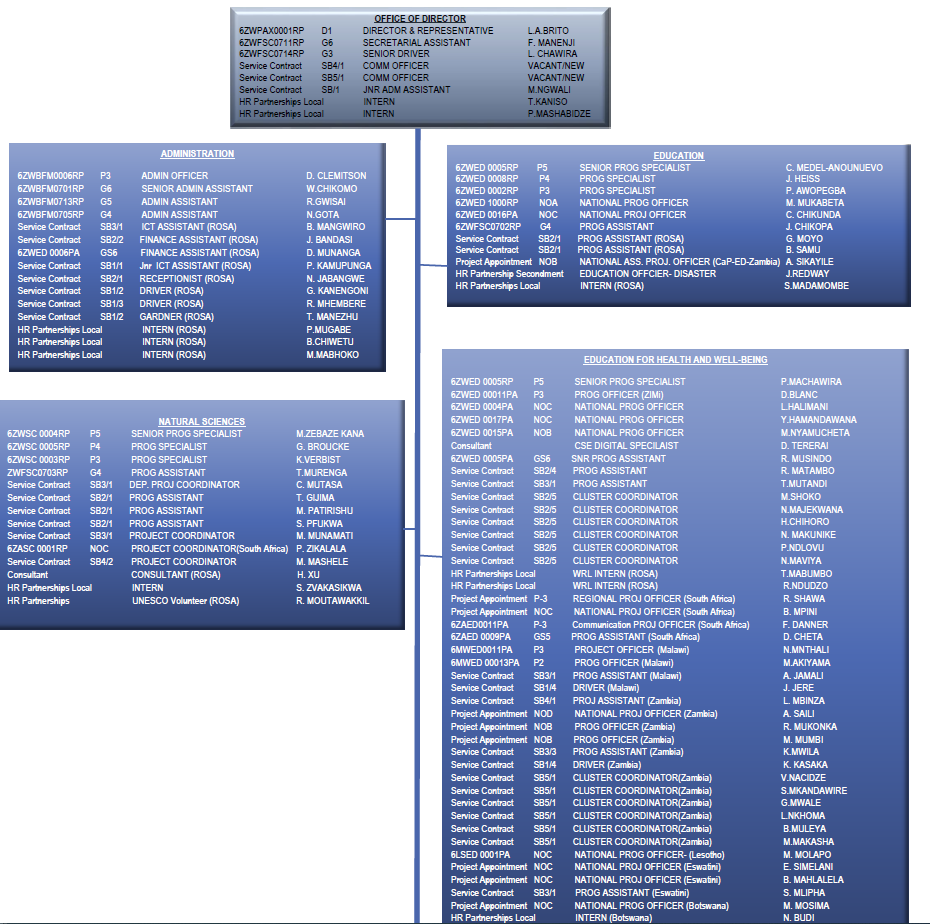 OFFICE OF DIRECTOR
6ZWPAX0001RP D1 DIRECTOR & REPRESENTATIVE L.A.BRITO
6ZWFSC0711RP G6 SECRETARIAL ASSISTANT F. MANENJI
6ZWFSC0714RP G3 SENIOR DRIVER L. CHAWIRA
Service Contract SB4/1 COMM OFFICER VACANT/NEW
Service Contract SB5/1 COMM OFFICER VACANT/NEW
Service Contract SB/1 JNR ADM ASSISTANT M.NGWALI
HR Partnerships Local INTERN T.KANISO
HR Partnerships Local INTERN P.MASHABIDZE
ADMINISTRATION
6ZWBFM0006RP P3 ADMIN OFFICER D. CLEMITSON
6ZWBFM0701RP G6 SENIOR ADMIN ASSISTANT W.CHIKOMO
6ZWBFM0713RP G5 ADMIN ASSISTANT R.GWISAI
6ZWBFM0705RP G4 ADMIN ASSISTANT N.GOTA
Service Contract SB3/1 ICT ASSISTANT (ROSA) B. MANGWIRO
Service Contract SB2/2 FINANCE ASSISTANT (ROSA) J. BANDASI
6ZWED 0006PA GS6 FINANCE ASSISTANT (ROSA) D. MUNANGA
Service Contract SB1/1 Jnr ICT ASSISTANT (ROSA) P. KAMUPUNGA
Service Contract SB2/1 RECEPTIONIST (ROSA) N. JABANGWE
Service Contract SB1/2 DRIVER (ROSA) G. KANENGONI
Service Contract SB1/3 DRIVER (ROSA) R. MHEMBERE
Service Contract SB1/2 GARDNER (ROSA) T. MANEZHU
HR Partnerships Local INTERN (ROSA) P.MUGABE
HR Partnerships Local INTERN (ROSA) B.CHIWETU
HR Partnerships Local INTERN (ROSA) M.MABHOKO
EDUCATION
6ZWED 0005RP P5 SENIOR PROG SPECIALIST C. MEDEL-ANOUNUEVO
6ZWED 0008RP P4 PROG SPECIALIST J. HEISS
6ZWED 0002RP P3 PROG SPECIALIST P. AWOPEGBA
6ZWED 1000RP NOA NATIONAL PROG OFFICER M. MUKABETA
6ZWED 0016PA NOC NATIONAL PROJ OFFICER C. CHIKUNDA
6ZWFSC0702RP G4 PROG ASSISTANT J. CHIKOPA
Service Contract SB2/1 PROG ASSISTANT (ROSA) G. MOYO
Service Contract SB2/1 PROG ASSISTANT (ROSA) B. SAMU
Project Appointment NOB NATIONAL ASS. PROJ. OFFICER (CaP-ED-Zambia) A. SIKAYILE
HR Partnership Secondment EDUCATION OFFCIER- DISASTER J.REDWAY
HR Partnerships Local INTERN (ROSA) S.MADAMOMBE
NATURAL SCIENCES
6ZWSC 0004RP P5 SENIOR PROG SPECIALIST M.ZEBAZE KANA
6ZWSC 0005RP P4 PROG SPECIALIST G. BROUCKE
6ZWSC 0003RP P3 PROG SPECIALIST K.VERBIST
ZWFSC0703RP G4 PROG ASSISTANT T.MURENGA
Service Contract SB3/1 DEP. PROJ COORDINATOR C. MUTASA
Service Contract SB2/1 PROG ASSISTANT T. GIJIMA
Service Contract SB2/1 PROG ASSISTANT M. PATIRISHU
Service Contract SB2/1 PROG ASSISTANT S. PFUKWA
Service Contract SB3/1 PROJECT COORDINATOR M. MUNAMATI
6ZASC 0001RP NOC PROJECT COORDINATOR(South Africa) P. ZIKALALA
Service Contract SB4/2 PROJECT COORDINATOR M. MASHELE
Consultant CONSULTANT (ROSA) H. XU
HR Partnerships Local INTERN S. ZVAKASIKWA
HR Partnerships UNESCO Volunteer (ROSA) R. MOUTAWAKKIL
EDUCATION FOR HEALTH AND WELL-BEING
6ZWED 0005RP P5 SENIOR PROG SPECIALIST P.MACHAWIRA
6ZWED 00011PA P3 PROG OFFICER (ZIMi) D.BLANC
6ZWED 0004PA NOC NATIONAL PROG OFFICER L.HALIMANI
6ZWED 0017PA NOC NATIONAL PROG OFFICER Y.HAMANDAWANA
6ZWED 0015PA NOB NATIONAL PROG OFFICER M.NYAMUCHETA
Consultant CSE DIGITAL SPECILAIST D. TERERAI
6ZWED 0005PA GS6 SNR PROG ASSISTANT R. MUSINDO
Service Contract SB2/4 PROG ASSISTANT R. MATAMBO
Service Contract SB3/1 PROG ASSISTANT T.MUTANDI
Service Contract SB2/5 CLUSTER COORDINATOR M.SHOKO
Service Contract SB2/5 CLUSTER COORDINATOR N.MAJEKWANA
Service Contract SB2/5 CLUSTER COORDINATOR H.CHIHORO
Service Contract SB2/5 CLUSTER COORDINATOR N. MAKUNIKE
Service Contract SB2/5 CLUSTER COORDINATOR P.NDLOVU
Service Contract SB2/5 CLUSTER COORDINATOR N.MAVIYA
HR Partnerships Local WRL INTERN (ROSA) T.MABUMBO
HR Partnerships Local WRL INTERN (ROSA) R.NDUDZO
Project Appointment P-3 REGIONAL PROJ OFFICER (South Africa) R. SHAWA
Project Appointment NOC NATIONAL PROJ OFFICER (South Africa) B. MPINI
6ZAED0011PA P-3 Communication PROJ OFFICER (South Africa) F. DANNER
6ZAED 0009PA GS5 PROG ASSISTANT (South Africa) D. CHETA
6MWED0011PA P3 PROJECT OFFICER (Malawi) N.MNTHALI
6MWED 00013PA P2 PROG OFFICER (Malawi) M.AKIYAMA
Service Contract SB3/1 PROG ASSISTANT (Malawi) A. JAMALI
Service Contract SB1/4 DRIVER (Malawi) J. JERE
Service Contract SB4/1 PROJ ASSISTANT (Zambia) L. MBINZA
Project Appointment NOD NATIONAL PROJ OFFICER (Zambia) A. SAILI
Project Appointment NOB PROG OFFICER (Zambia) R. MUKONKA
Project Appointment NOB PROG OFFICER (Zambia) M. MUMBI
Service Contract SB3/3 PROG ASSISTANT (Zambia) K.MWILA
Service Contract SB1/4 DRIVER (Zambia) K. KASAKA
Service Contract SB5/1 CLUSTER COORDINATOR(Zambia) V.NACIDZE
Service Contract SB5/1 CLUSTER COORDINATOR(Zambia) S.MKANDAWIRE
Service Contract SB5/1 CLUSTER COORDINATOR(Zambia) G.MWALE
Service Contract SB5/1 CLUSTER COORDINATOR(Zambia) L.NKHOMA
Service Contract SB5/1 CLUSTER COORDINATOR(Zambia) B.MULEYA
Service Contract SB5/1 CLUSTER COORDINATOR(Zambia) M.MAKASHA
6LSED 0001PA NOC NATIONAL PROG OFFICER- (Lesotho) M. MOLAPO
Project Appointment NOC NATIONAL PROJ OFFICER (Eswatini) E. SIMELANI
Project Appointment NOC NATIONAL PROJ OFFICER (Eswatini) B. MAHLALELA
Service Contract SB3/1 PROG ASSISTANT (Eswatini) S. MLIPHA
Project Appointment NOC NATIONAL PROG OFFICER (Botswana) M. MOSIMA
HR Partnerships Local INTERN (Botswana) N. BUDI